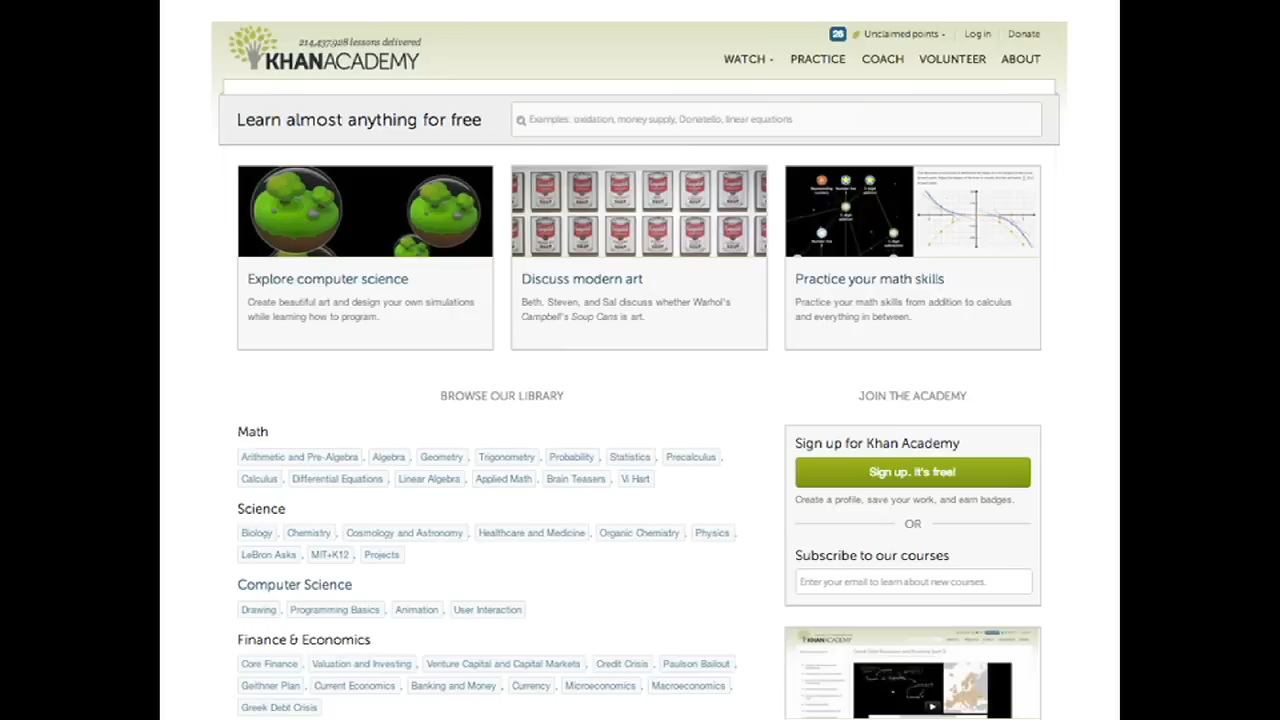 214,437,928 lessons delivered
KHANACADEMY
26 Unclaimed points Log in Donate
WATCH PRACTICE COACH VOLUNTEER ABOUT
Learn almost anything for free
Examples: oxidation, money supply, Donatello, linear equations
Explore computer science
Create beautiful art and design your own simulations
while learning how to program.
Discuss modern art
Beth, Steven, and Sal discuss whether Warhol's
Campbell's Soup Cans is art.
Practice your math skills
Practice your math skills from addition to calculus
and everything in between.
BROWSE OUR LIBRARY
Math
Arithmetic and Pre-Algebra, Algebra, Geometry, Trigonometry, Probability, Statistics, Precalculus,
Calculus, Differential Equations, Linear Algebra, Applied Math, Brain Teasers, Vi Hart
Science
Biology, Chemistry, Cosmology and Astronomy, Healthcare and Medicine, Organic Chemistry, Physics,
LeBron Asks, MIT+K12, Projects
Computer Science
Drawing, Programming Basics, Animation, User Interaction
Finance & Economics
Core Finance, Valuation and Investing, Venture Capital and Capital Markets, Credit Crisis, Paulson Bailout,
Geithner Plan, Current Economics, Banking and Money, Currency, Microeconomics, Macroeconomics,
Greek Debt Crisis
JOIN THE ACADEMY
Sign up for Khan Academy
Sign up. It's free!
Create a profile, save your work, and earn badges.
OR
Subscribe to our courses
Enter your email to learn about new courses.
KHANACADEMY